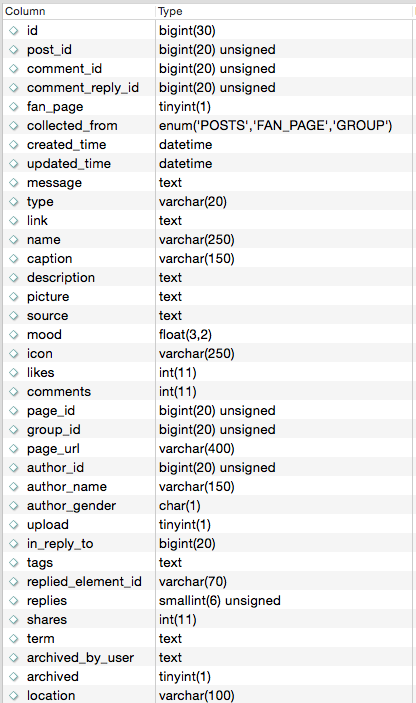 Column Type
id bigint(30)
post_id bigint(20) unsigned
comment_id bigint(20) unsigned
comment_reply_id bigint(20) unsigned
fan_page tinyint(1)
collected_from enum('POSTS','FAN_PAGE','GROUP')
created_time datetime
updated_time datetime
message text
type varchar(20)
link text
name varchar(250)
caption varchar(150)
description text
picture text
source text
mood float(3,2)
icon varchar(250)
likes int(11)
comments int(11)
page_id bigint(20) unsigned
group_id bigint(20) unsigned
page_url varchar(400)
author_id bigint(20) unsigned
author_name varchar(150)
author_gender char(1)
upload tinyint(1)
in_reply_to bigint(20)
tags text
replied_element_id varchar(70)
replies smallint(6) unsigned
shares int(11)
term text
archived_by_user text
archived tinyint(1)
location varchar(100)